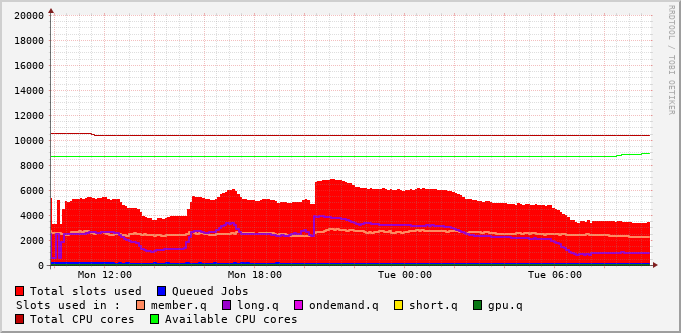 20000
18000
16000
14000
12000
10000
8000
6000
4000
2000
0
Mon 12:00 Mon 18:00 Tue 00:00 Tue 06:00
Total slots used Queued Jobs
Slots used in : member.q long.q ondemand.q short.q gpu.q
Total CPU cores Available CPU cores
RRDTOOL / TOBI OETIKER